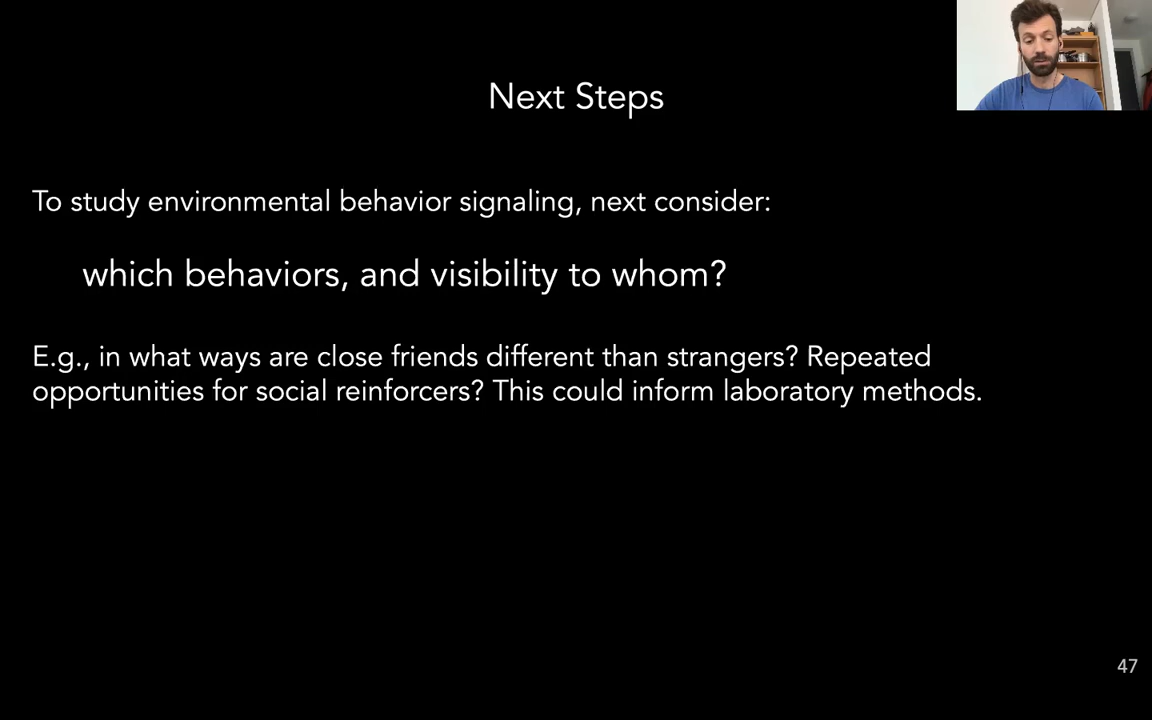 Next Steps
To study environmental behavior signaling, next consider:
which behaviors, and visibility to whom?
E.g., in what ways are close friends different than strangers? Repeated
opportunities for social reinforcers? This could inform laboratory methods.
47